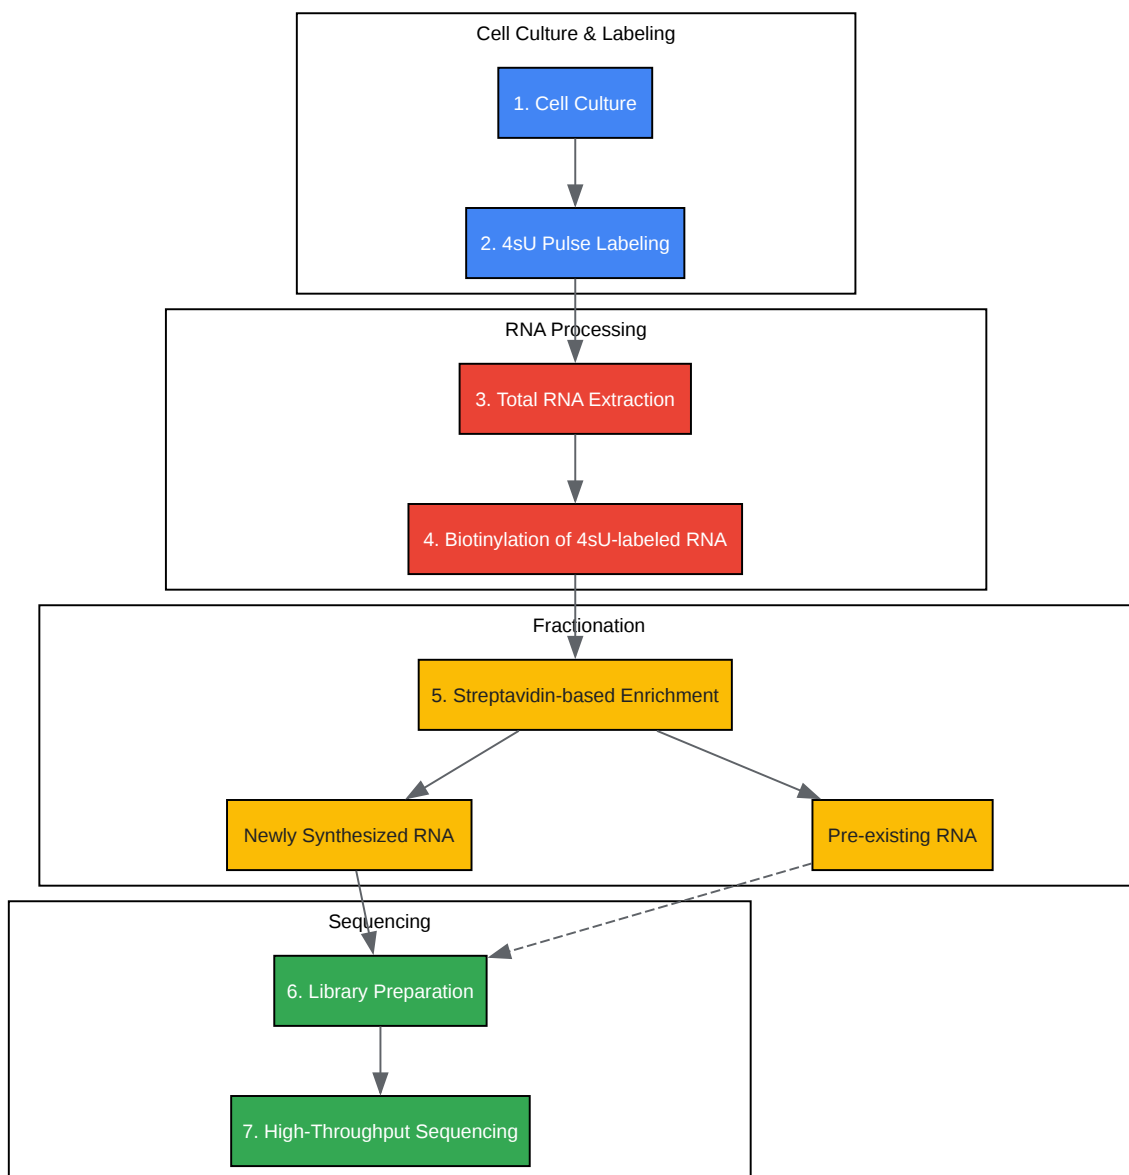 Cell Culture & Labeling
1. Cell Culture
2. 4sU Pulse Labeling
RNA Processing
3. Total RNA Extraction
4. Biotinylation of 4sU-labeled RNA
Fractionation
5. Streptavidin-based Enrichment
Newly Synthesized RNA
Pre-existing RNA
Sequencing
6. Library Preparation
7. High-Throughput Sequencing